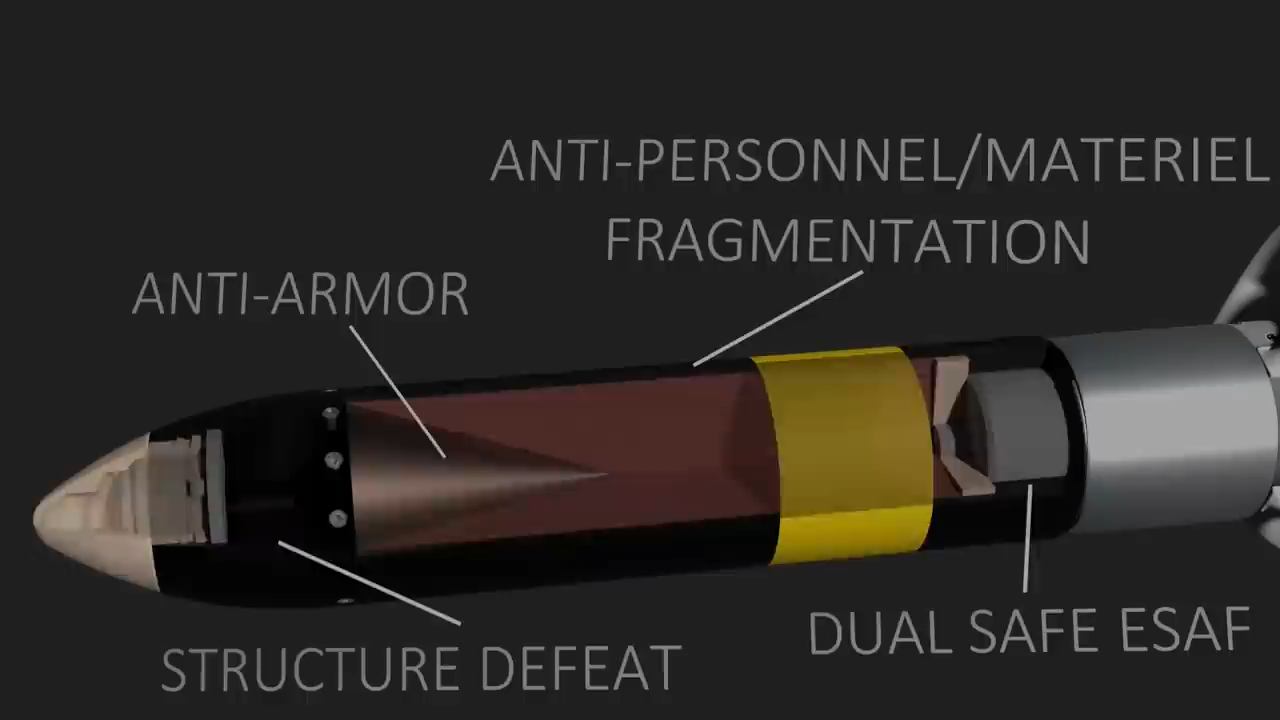 ANTI-PERSONNEL/MATERIEL
FRAGMENTATION
ANTI-ARMOR
DUAL SAFE ESAF
STRUCTURE DEFEAT